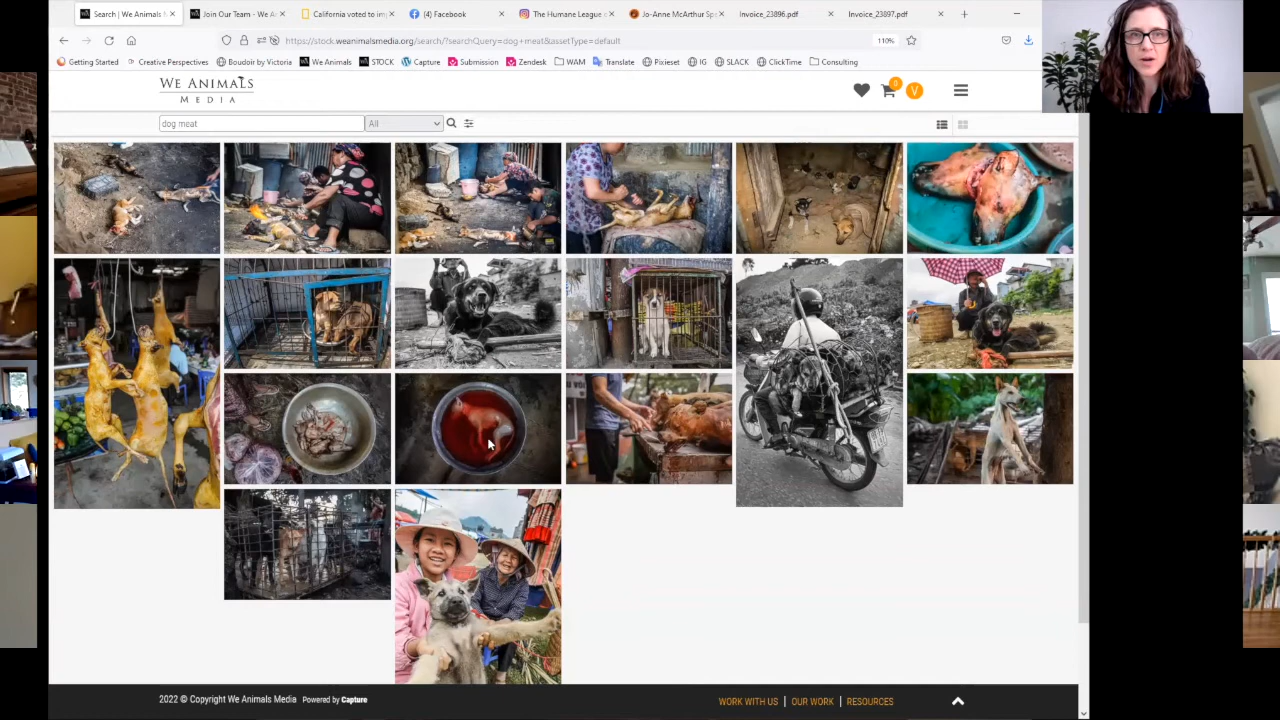 Search | We Animals M
Join Our Team - We A
California voted to im
(4) Facebook
The Humane League
Jo-Anne McArthur Sp
Invoice_23896.pdf
Invoice_23897.pdf
https://stock.weanimalsmedia.org/search/?searchQuery=dog+meat&assetType=default
110%
Getting Started
Creative Perspectives
Boudoir by Victoria
We Animals
STOCK
Capture
Submission
Zendesk
WAM
Translate
Pixieset
IG
SLACK
ClickTime
Consulting
WE ANIMALS
MEDIA
0
V
dog meat
All
2022 © Copyright We Animals Media Powered by Capture
WORK WITH US | OUR WORK | RESOURCES